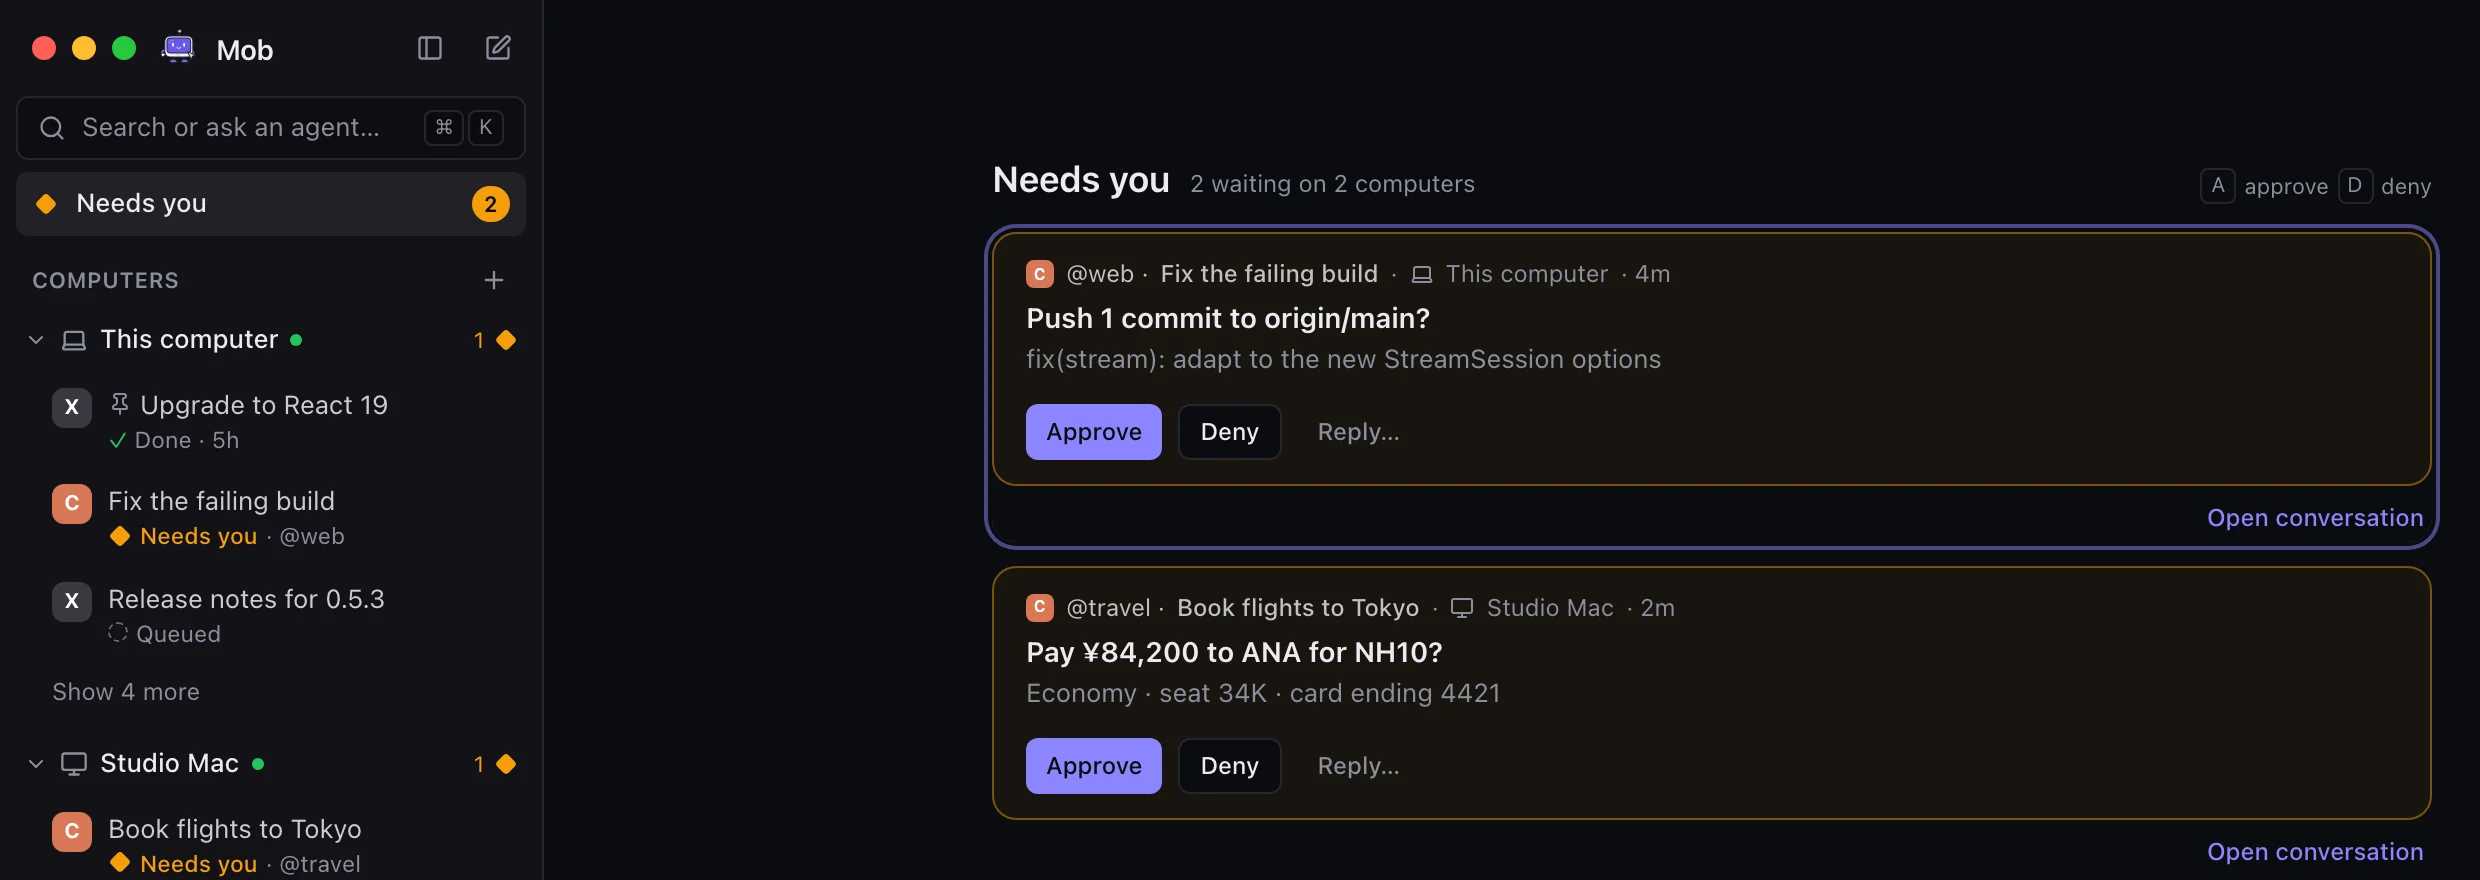 Mob
Search or ask an agent... ⌘ K
Needs you 2
COMPUTERS
This computer 1
X Upgrade to React 19
Done · 5h
C Fix the failing build
Needs you · @web
X Release notes for 0.5.3
Queued
Show 4 more
Studio Mac 1
C Book flights to Tokyo
Needs you · @travel
Needs you 2 waiting on 2 computers A approve D deny
C @web · Fix the failing build · This computer · 4m
Push 1 commit to origin/main?
fix(stream): adapt to the new StreamSession options
Approve Deny Reply...
Open conversation
C @travel · Book flights to Tokyo · Studio Mac · 2m
Pay ¥84,200 to ANA for NH10?
Economy · seat 34K · card ending 4421
Approve Deny Reply...
Open conversation